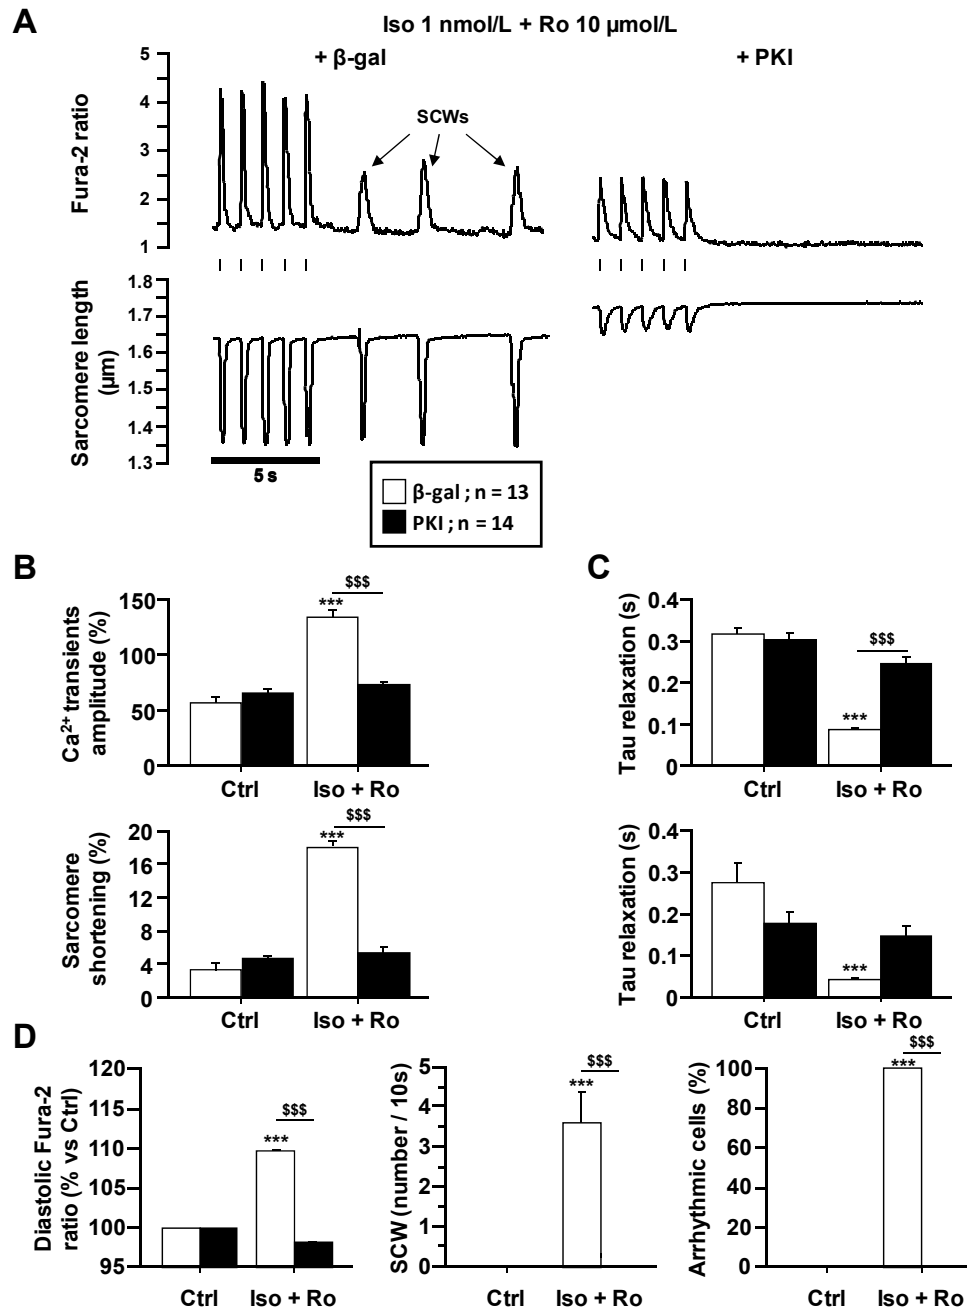 A
Iso 1 nmol/L + Ro 10 µmol/L
+ β-gal
+ PKI
Fura-2 ratio
5
4
3
2
1
SCWs
Sarcomere length
(µm)
1.8
1.7
1.6
1.5
1.4
1.3
5 s
β-gal ; n = 13
PKI ; n = 14
B
Ca²⁺ transients
amplitude (%)
150
100
50
0
***
$$$
Ctrl
Iso + Ro
Sarcomere
shortening (%)
20
16
12
8
4
0
***
$$$
Ctrl
Iso + Ro
C
Tau relaxation (s)
0.4
0.3
0.2
0.1
0
***
$$$
Ctrl
Iso + Ro
Tau relaxation (s)
0.4
0.3
0.2
0.1
0
***
Ctrl
Iso + Ro
D
Diastolic Fura-2
ratio (% vs Ctrl)
120
115
110
105
100
95
***
$$$
Ctrl
Iso + Ro
SCW (number / 10s)
5
4
3
2
1
0
***
$$$
Ctrl
Iso + Ro
Arrhythmic cells (%)
100
80
60
40
20
0
***
$$$
Ctrl
Iso + Ro